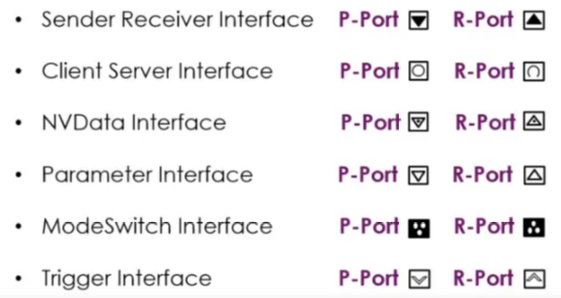 • Sender Receiver Interface P-Port R-Port
• Client Server Interface P-Port R-Port
• NVData Interface P-Port R-Port
• Parameter Interface P-Port R-Port
• ModeSwitch Interface P-Port R-Port
• Trigger Interface P-Port R-Port